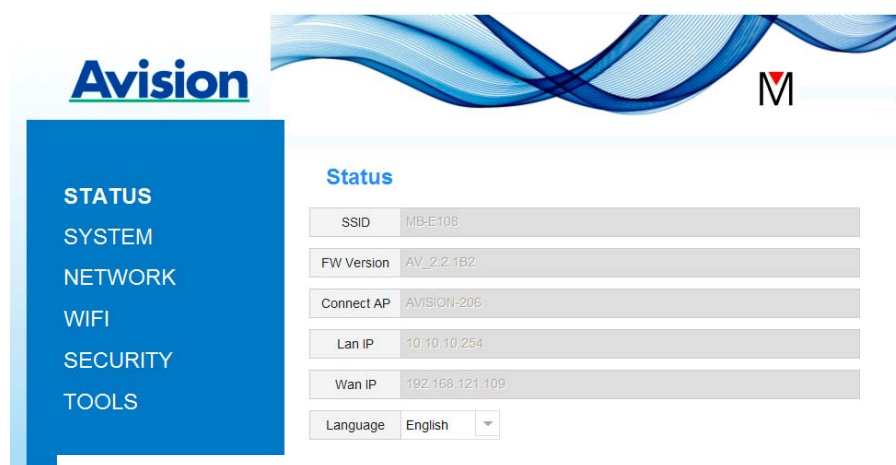 Avision
M
STATUS
SYSTEM
NETWORK
WIFI
SECURITY
TOOLS
Status
SSID MB-E108
FW Version AV_2.2.1B2
Connect AP AVISION-206
Lan IP 10.10.10.254
Wan IP 192.168.121.109
Language English